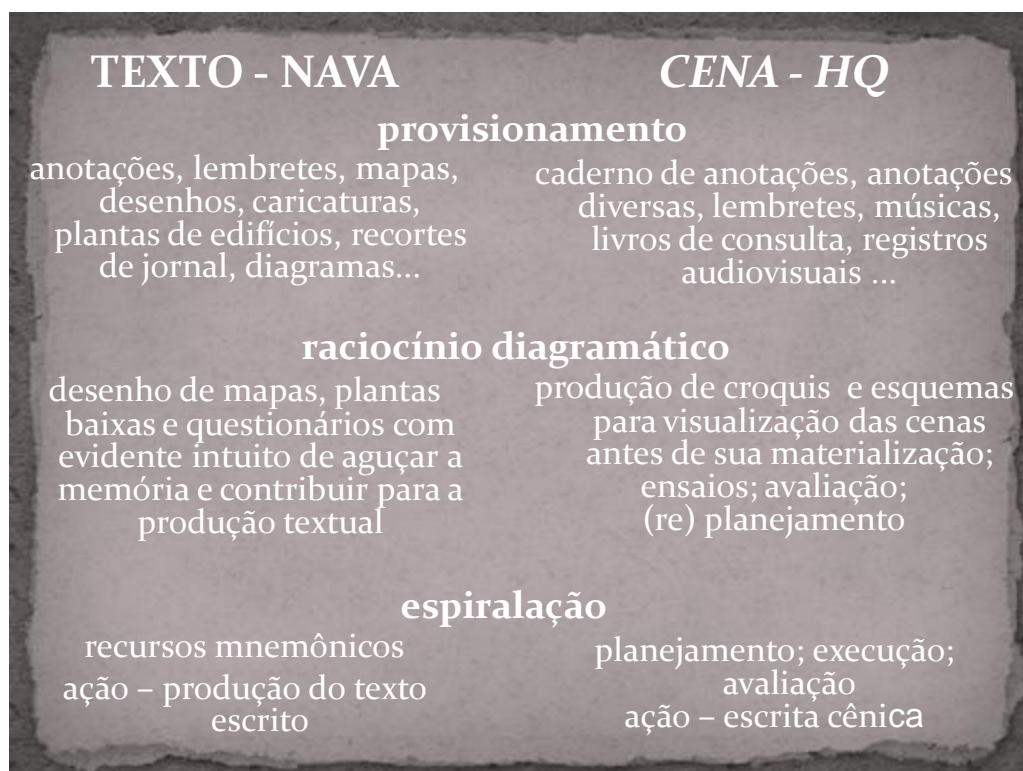 TEXTO - NAVA
CENA - HQ
provisionamento
anotações, lembretes, mapas,
desenhos, caricaturas,
plantas de edifícios, recortes
de jornal, diagramas...
caderno de anotações, anotações
diversas, lembretes, músicas,
livros de consulta, registros
audiovisuais ...
raciocínio diagramático
desenho de mapas, plantas
baixas e questionários com
evidente intuito de aguçar a
memória e contribuir para a
produção textual
produção de croquis e esquemas
para visualização das cenas
antes de sua materialização;
ensaios; avaliação;
(re) planejamento
espiralação
recursos mnemônicos
ação – produção do texto
escrito
planejamento; execução;
avaliação
ação – escrita cênica